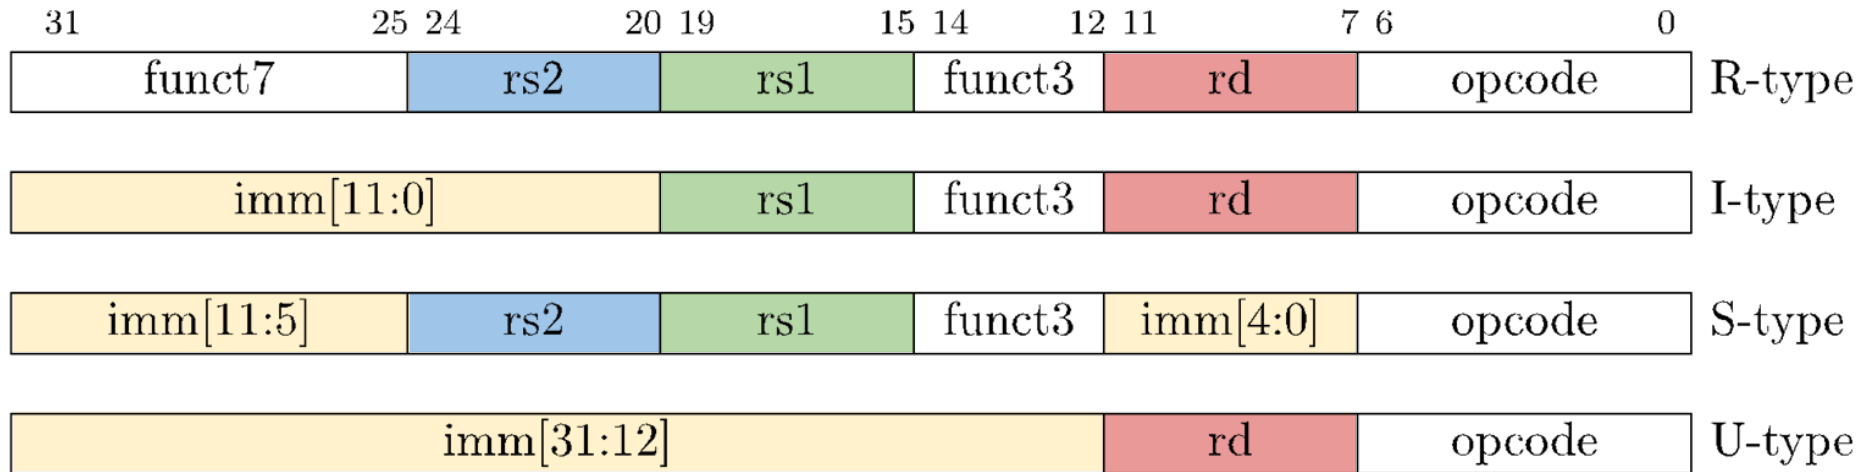 31 25 24 20 19 15 14 12 11 7 6 0
funct7 rs2 rs1 funct3 rd opcode R-type
imm[11:0] rs1 funct3 rd opcode I-type
imm[11:5] rs2 rs1 funct3 imm[4:0] opcode S-type
imm[31:12] rd opcode U-type